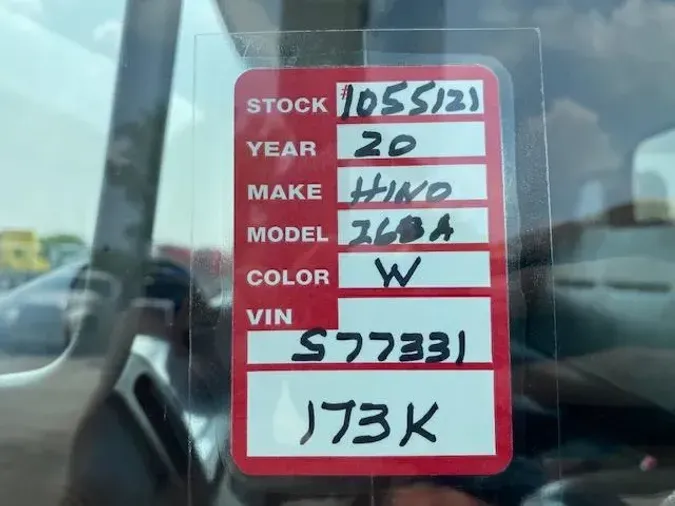 STOCK #1055121
YEAR 20
MAKE HINO
MODEL 268A
COLOR W
VIN
S77331
173K